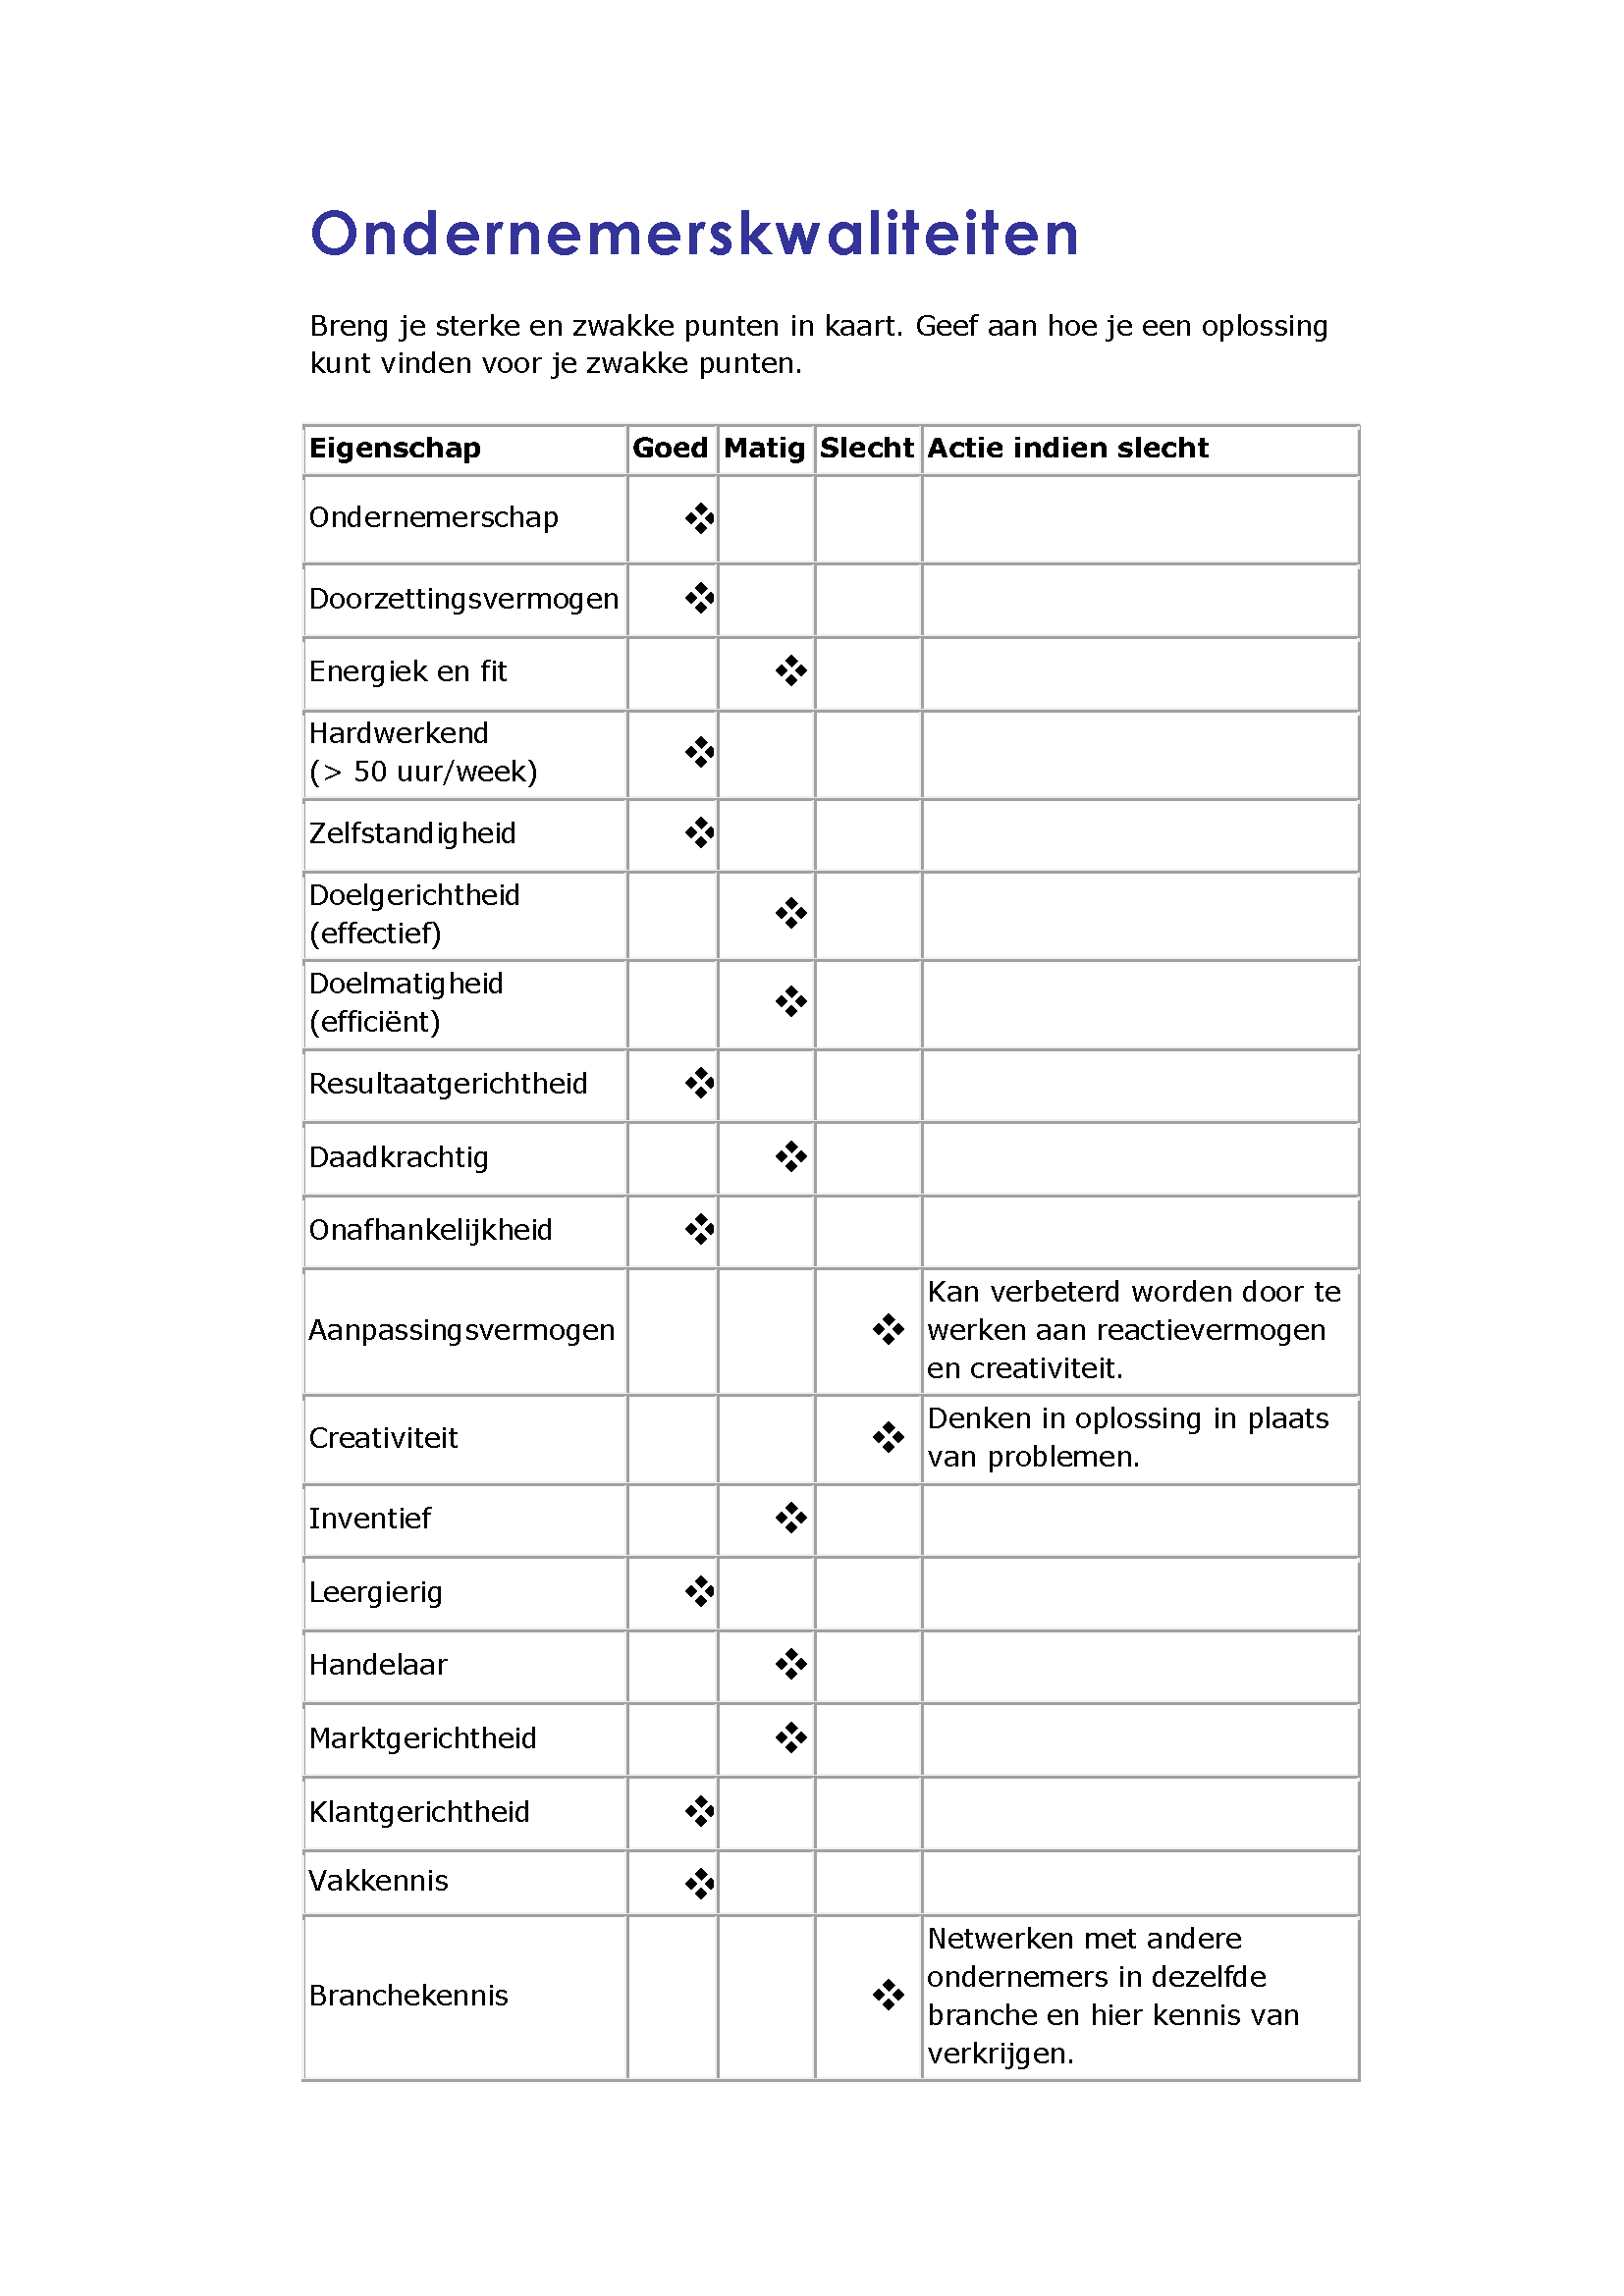 Ondernemerskwaliteiten
Breng je sterke en zwakke punten in kaart. Geef aan hoe je een oplossing
kunt vinden voor je zwakke punten.
Eigenschap Goed Matig Slecht Actie indien slecht
Ondernemerschap ❖
Doorzettingsvermogen ❖
Energiek en fit ❖
Hardwerkend
(> 50 uur/week) ❖
Zelfstandigheid ❖
Doelgerichtheid
(effectief) ❖
Doelmatigheid
(efficiënt) ❖
Resultaatgerichtheid ❖
Daadkrachtig ❖
Onafhankelijkheid ❖
Aanpassingsvermogen ❖
Kan verbeterd worden door te
werken aan reactievermogen
en creativiteit.
Creativiteit ❖
Denken in oplossing in plaats
van problemen.
Inventief ❖
Leergierig ❖
Handelaar ❖
Marktgerichtheid ❖
Klantgerichtheid ❖
Vakkennis ❖
Branchekennis ❖
Netwerken met andere
ondernemers in dezelfde
branche en hier kennis van
verkrijgen.